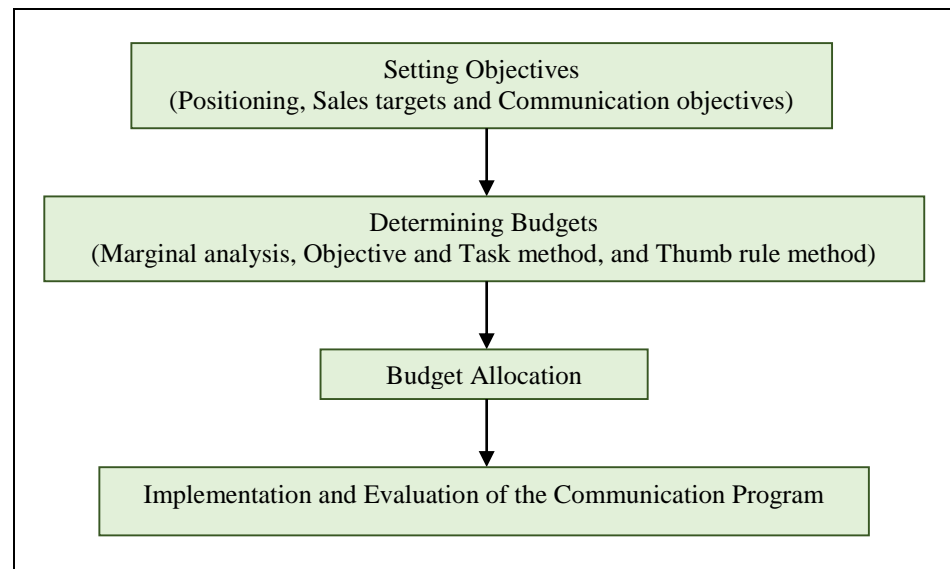 Setting Objectives
(Positioning, Sales targets and Communication objectives)
Determining Budgets
(Marginal analysis, Objective and Task method, and Thumb rule method)
Budget Allocation
Implementation and Evaluation of the Communication Program